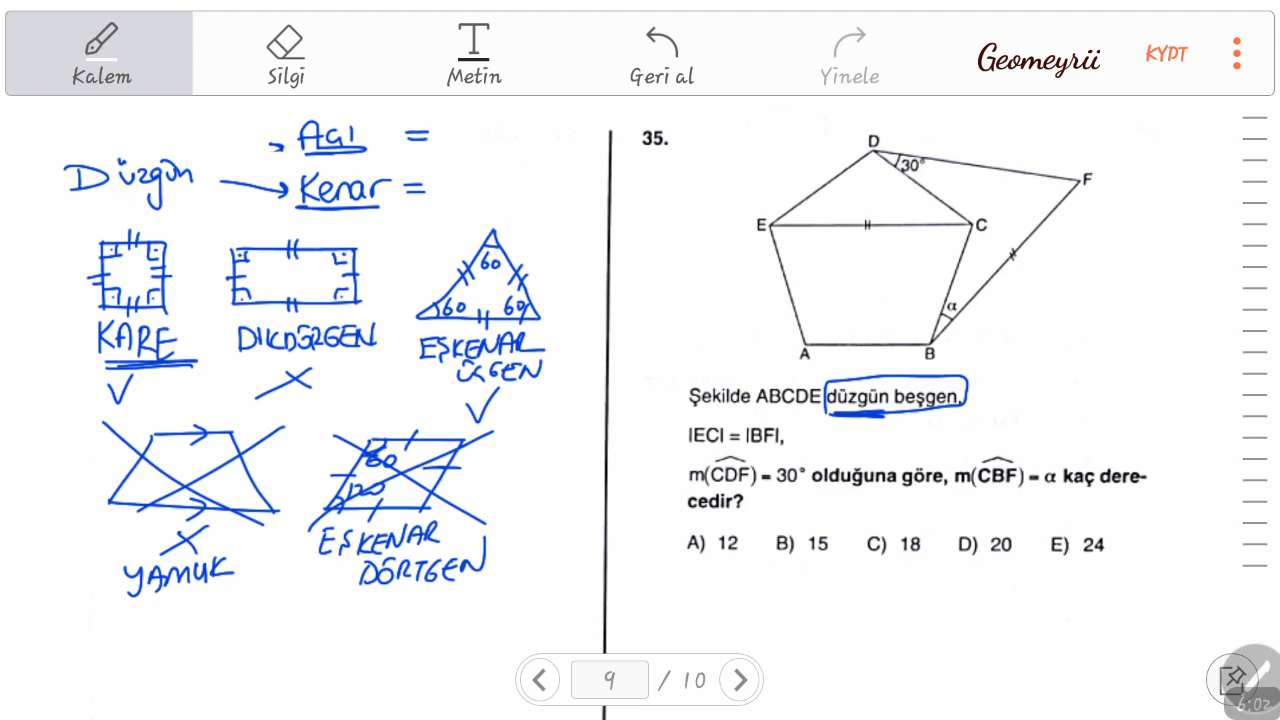 Kalem
Silgi
Metin
Geri al
Yinele
Geomeyrii
KYDT
Düzgün
→ Açı =
→ Kenar =
KARE
DIKDÖRGEN
60
60 60
EŞKENAR
ÜÇGEN
YAMUK
60
120
EŞKENAR
DÖRTGEN
35.
D
30°
F
E
C
α
A
B
Şekilde ABCDE düzgün beşgen,
|EC| = |BF|,
m(CDF) = 30° olduğuna göre, m(CBF) = α kaç dere-
cedir?
A) 12 B) 15 C) 18 D) 20 E) 24
9 / 10
6:02